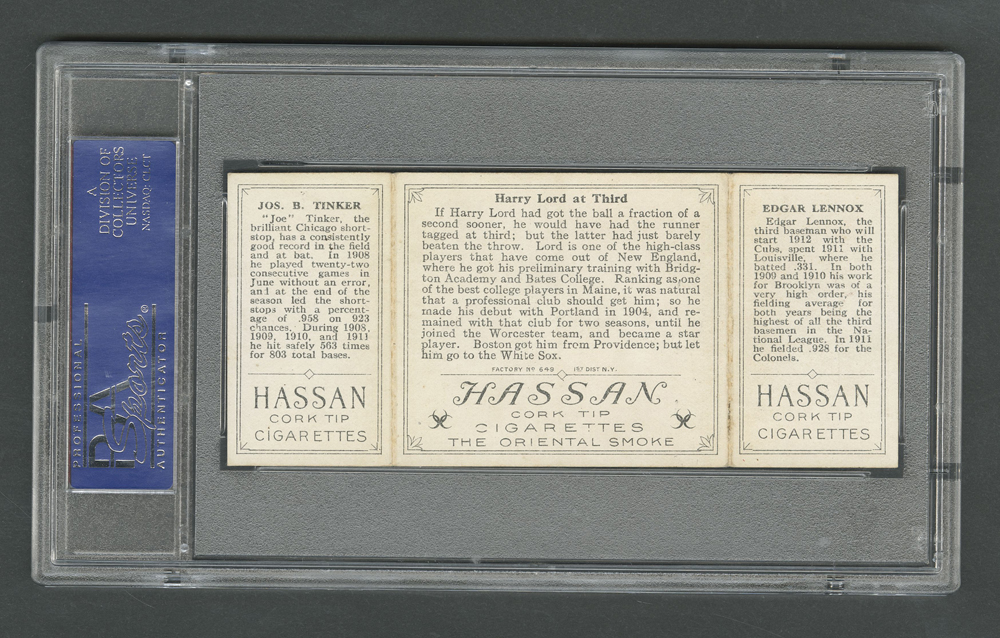 A
DIVISION OF
COLLECTORS
UNIVERSE
NASDAQ: CLCT
PROFESSIONAL
PSA
Sports
AUTHENTICATOR
JOS. B. TINKER
"Joe" Tinker, the
brilliant Chicago short-
stop, has a consistently
good record in the field
and at bat. In 1908
he played twenty-two
consecutive games in
June without an error,
and at the end of the
season led the short-
stops with a percent-
age of .958 on 923
chances. During 1908,
1909, 1910, and 1911
he hit safely 563 times
for 803 total bases.
HASSAN
CORK TIP
CIGARETTES
Harry Lord at Third
If Harry Lord had got the ball a fraction of a
second sooner, he would have had the runner
tagged at third; but the latter had just barely
beaten the throw. Lord is one of the high-class
players that have come out of New England,
where he got his preliminary training with Bridg-
ton Academy and Bates College. Ranking as one
of the best college players in Maine, it was natural
that a professional club should get him; so he
made his debut with Portland in 1904, and re-
mained with that club for two seasons, until he
joined the Worcester team, and became a star
player. Boston got him from Providence; but let
him go to the White Sox.
FACTORY Nº 649 1ST DIST. N.Y.
HASSAN
CORK TIP
CIGARETTES
THE ORIENTAL SMOKE
EDGAR LENNOX
Edgar Lennox, the
third baseman who will
start 1912 with the
Cubs, spent 1911 with
Louisville, where he
batted .331. In both
1909 and 1910 his work
for Brooklyn was of a
very high order, his
fielding average for
both years being the
highest of all the third
basemen in the Na-
tional League. In 1911
he fielded .928 for the
Colonels.
HASSAN
CORK TIP
CIGARETTES